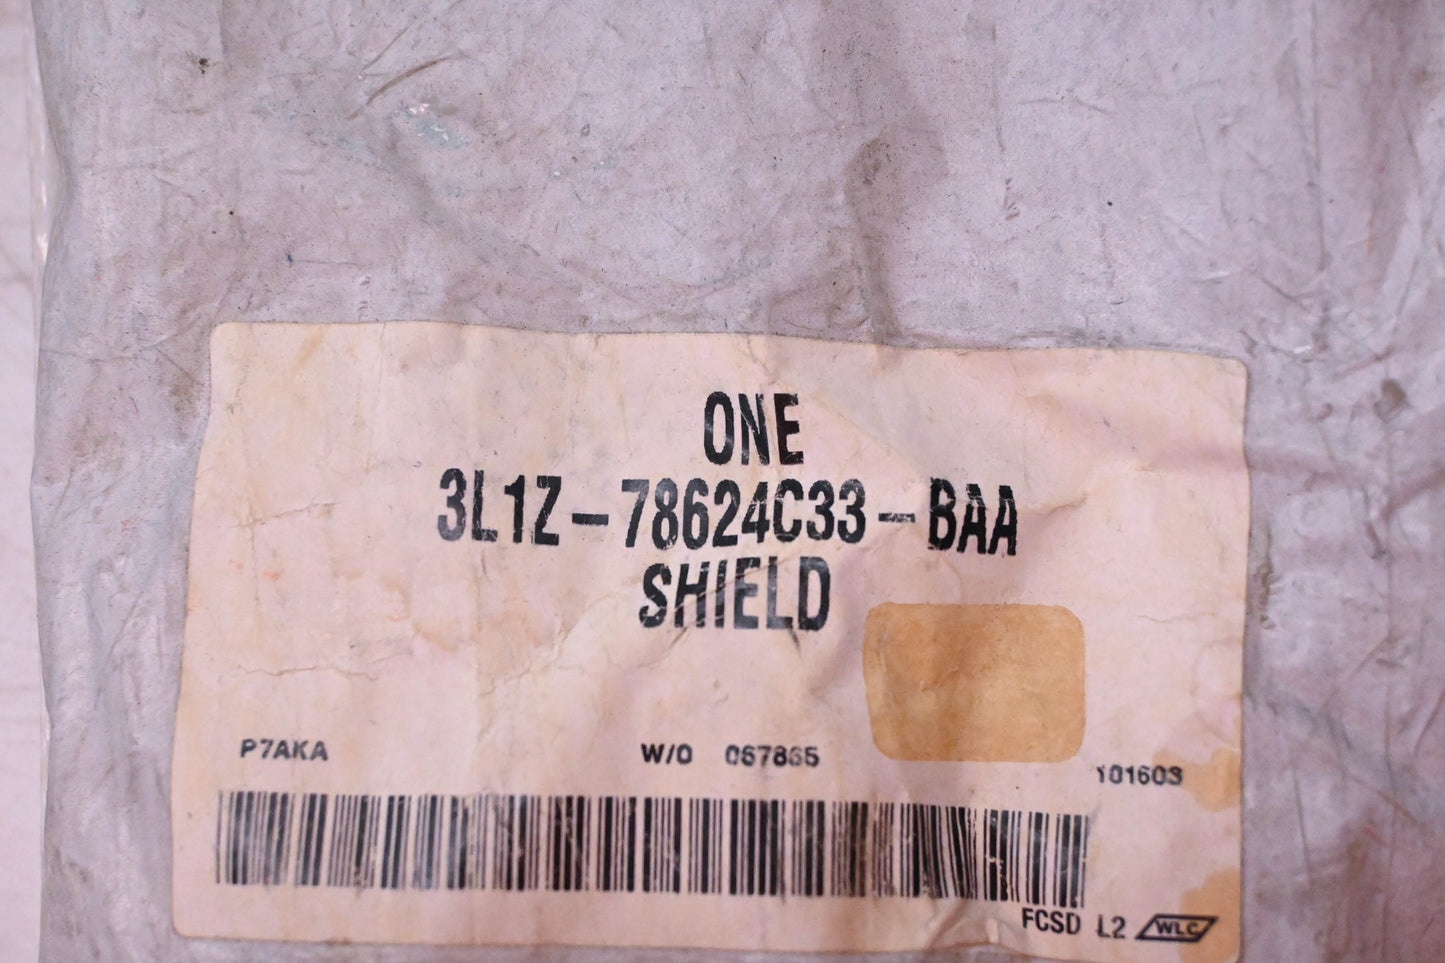 ONE
3L1Z-78624C33-BAA
SHIELD
P7AKA W/O 067865 101603
FCSD L2 WLC